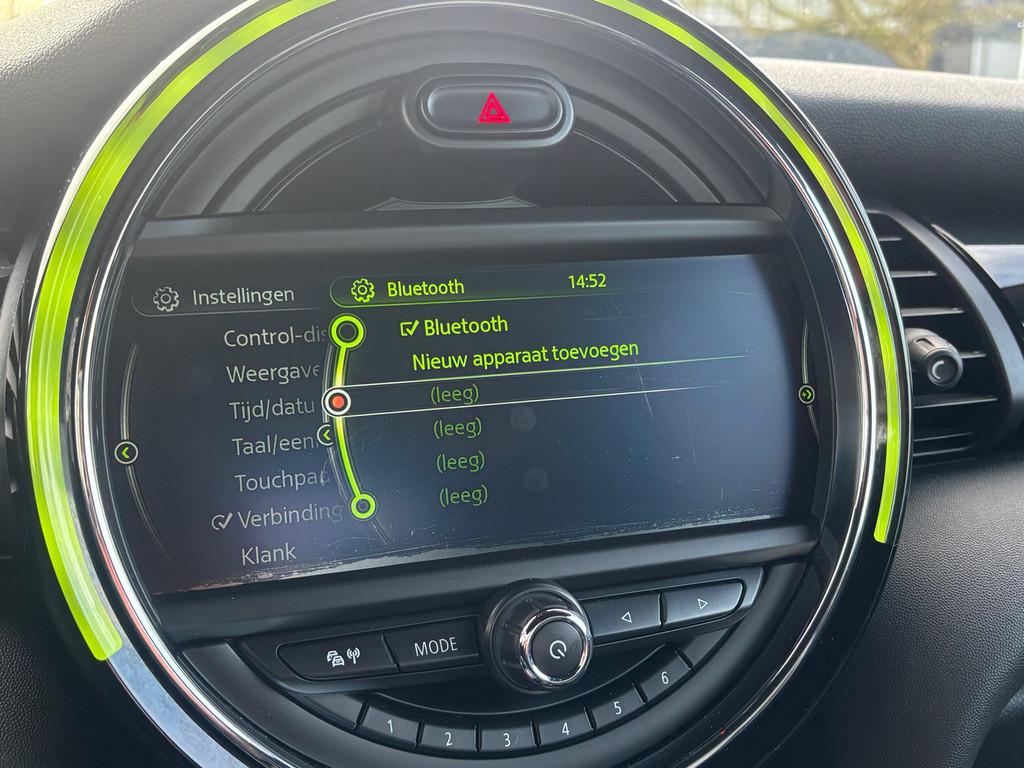 Instellingen
Bluetooth
14:52
Control-dis
Weergave
Tijd/datu
Taal/een
Touchpa
Verbinding
Klank
Bluetooth
Nieuw apparaat toevoegen
(leeg)
(leeg)
(leeg)
(leeg)
MODE
1
2
3
4
5
6